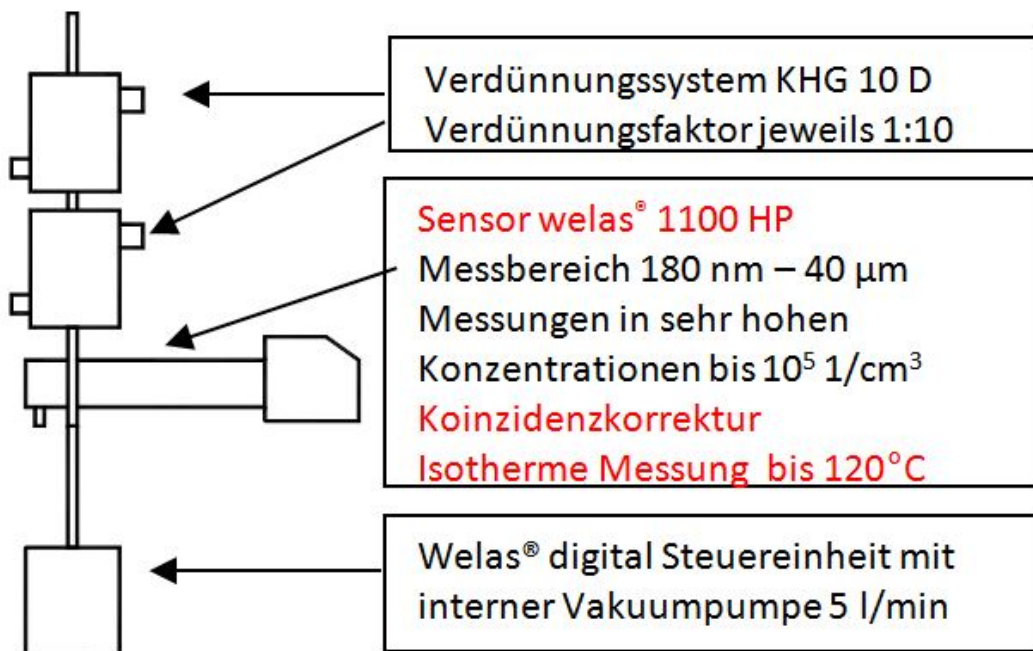 Verdünnungssystem KHG 10 D
Verdünnungsfaktor jeweils 1:10
Sensor welas® 1100 HP
Messbereich 180 nm – 40 µm
Messungen in sehr hohen
Konzentrationen bis 10⁵ 1/cm³
Koinzidenzkorrektur
Isotherme Messung bis 120°C
Welas® digital Steuereinheit mit
interner Vakuumpumpe 5 l/min